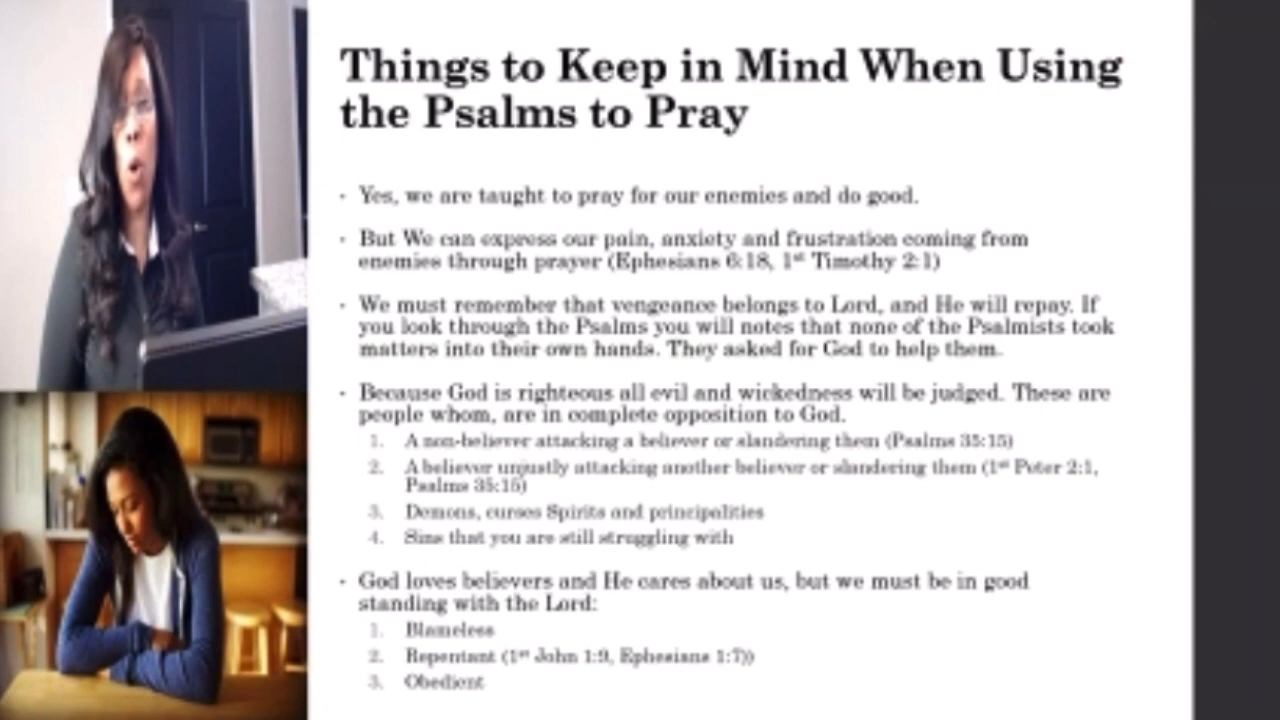 Things to Keep in Mind When Using
the Psalms to Pray
· Yes, we are taught to pray for our enemies and do good.
· But We can express our pain, anxiety and frustration coming from
enemies through prayer (Ephesians 6:18, 1st Timothy 2:1)
· We must remember that vengeance belongs to Lord, and He will repay. If
you look through the Psalms you will notes that none of the Psalmists took
matters into their own hands. They asked for God to help them.
· Because God is righteous all evil and wickedness will be judged. These are
people whom, are in complete opposition to God.
1. A non-believer attacking a believer or slandering them (Psalms 35:15)
2. A believer unjustly attacking another believer or slandering them (1st Peter 2:1,
Psalms 35:15)
3. Demons, curses Spirits and principalities
4. Sins that you are still struggling with
· God loves believers and He cares about us, but we must be in good
standing with the Lord:
1. Blameless
2. Repentant (1st John 1:9, Ephesians 1:7))
3. Obedient